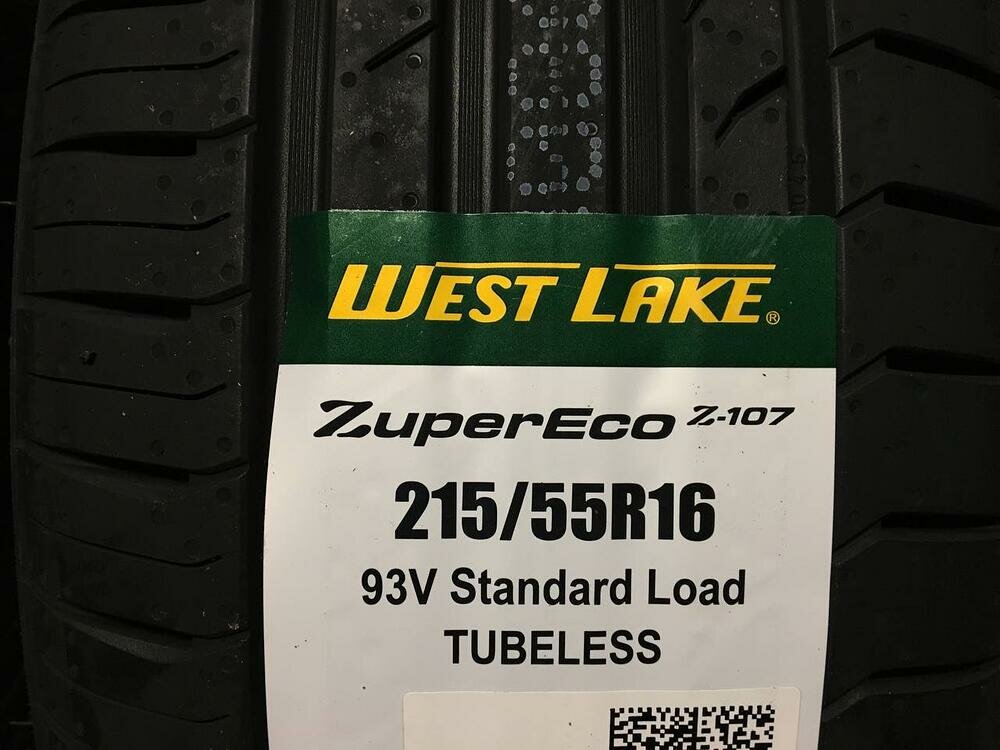 WEST LAKE®
ZuperEco Z-107
215/55R16
93V Standard Load
TUBELESS